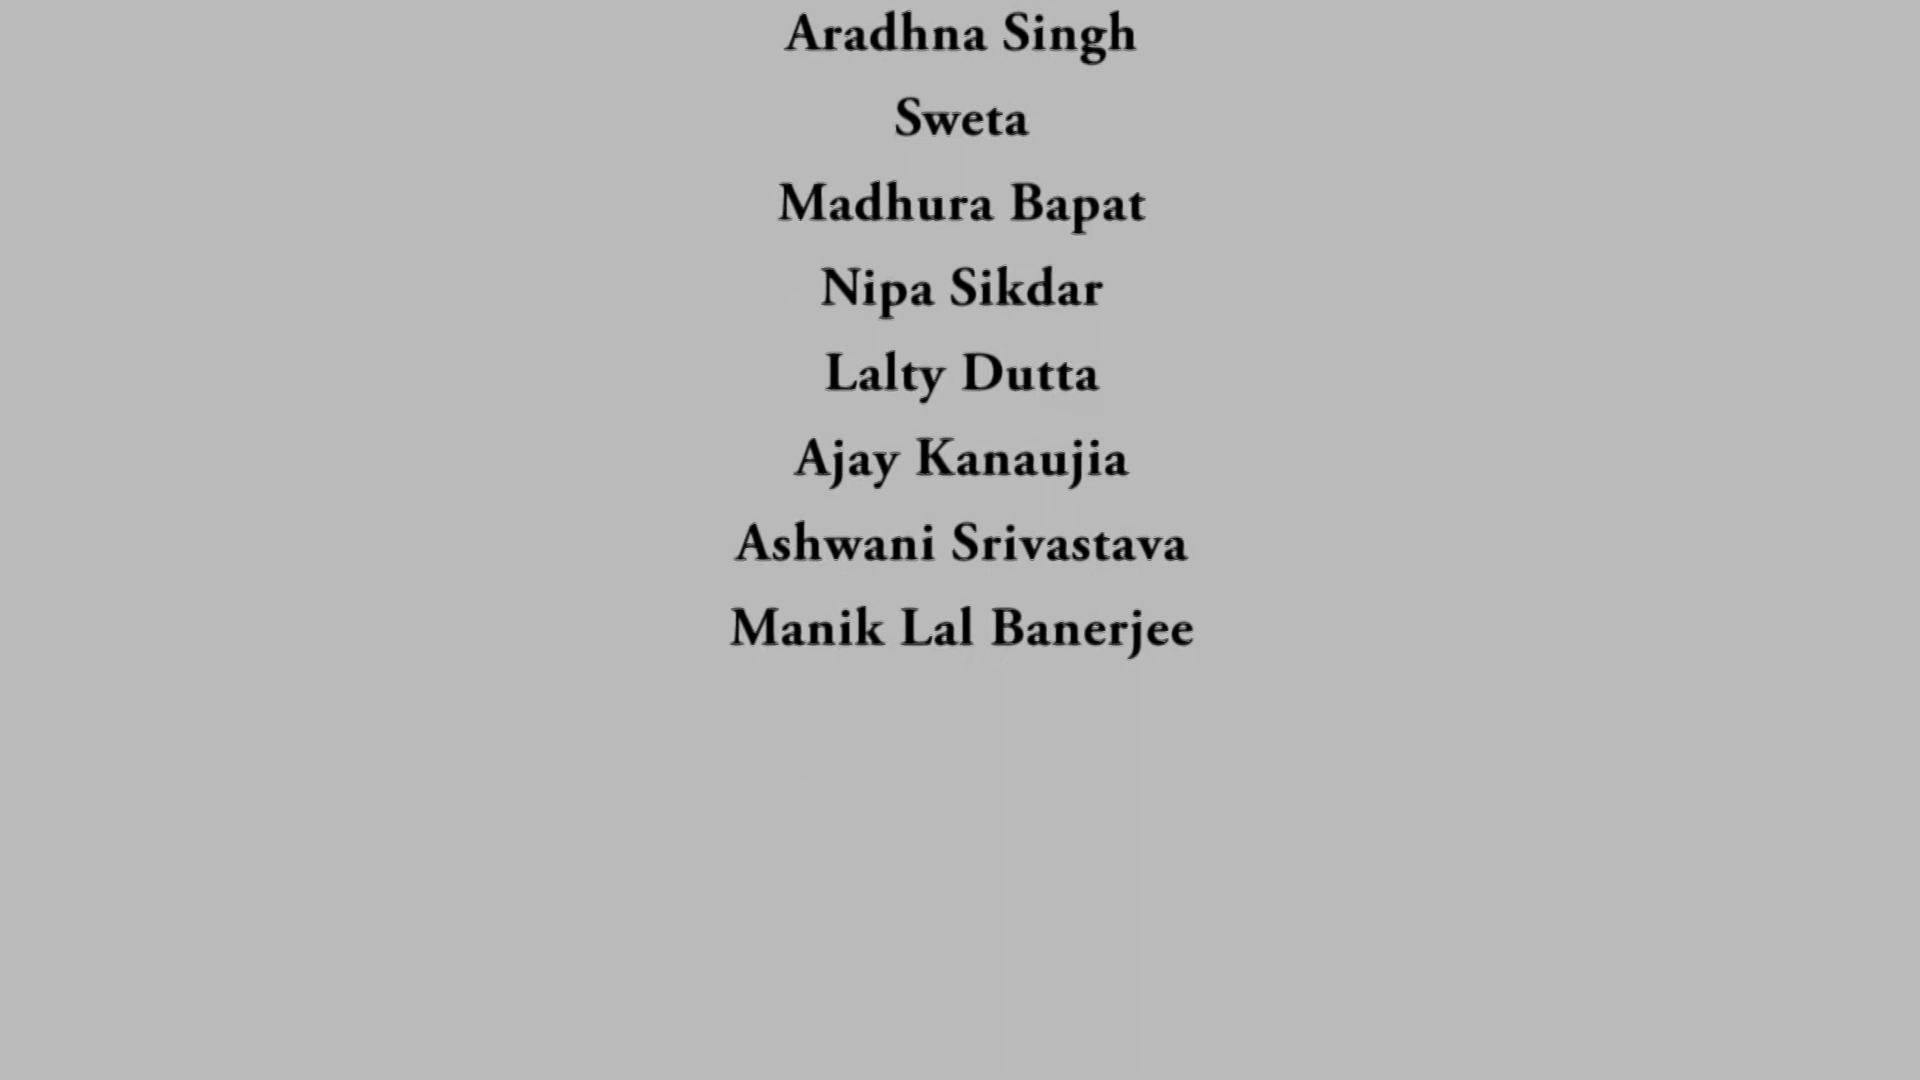 Aradhna Singh
Sweta
Madhura Bapat
Nipa Sikdar
Lalty Dutta
Ajay Kanaujia
Ashwani Srivastava
Manik Lal Banerjee